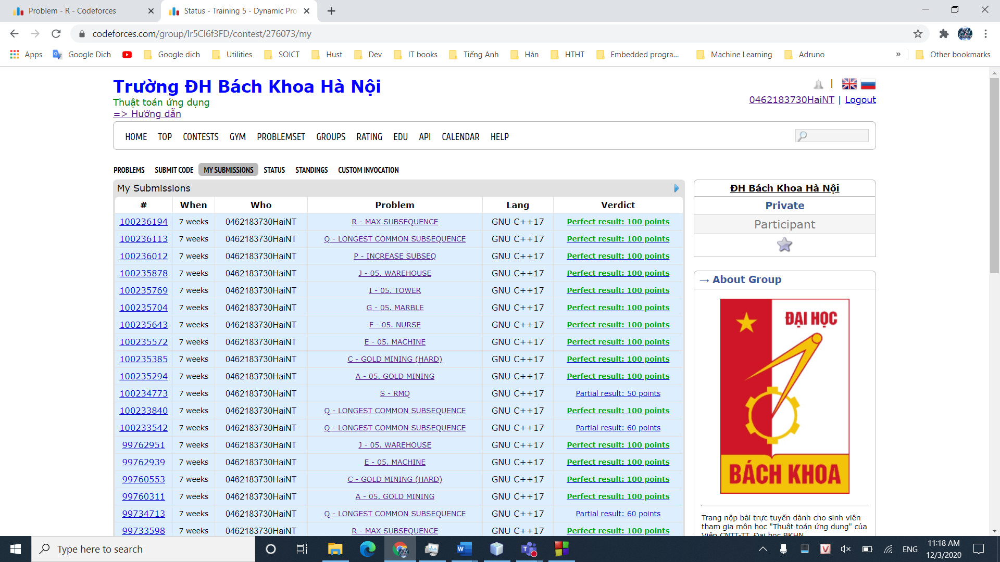 Problem - R - Codeforces
Status - Training 5 - Dynamic Pro
codeforces.com/group/lr5Cl6f3FD/contest/276073/my
Apps Google Dịch Google dịch Utilities SOICT Hust Dev IT books Tiếng Anh Hán HTHT Embedded progra... Machine Learning Adruno » Other bookmarks
Trường ĐH Bách Khoa Hà Nội
Thuật toán ứng dụng
=> Hướng dẫn
0462183730HaiNT | Logout
HOME TOP CONTESTS GYM PROBLEMSET GROUPS RATING EDU API CALENDAR HELP
PROBLEMS SUBMIT CODE MY SUBMISSIONS STATUS STANDINGS CUSTOM INVOCATION
My Submissions
# When Who Problem Lang Verdict
100236194 7 weeks 0462183730HaiNT R - MAX SUBSEQUENCE GNU C++17 Perfect result: 100 points
100236113 7 weeks 0462183730HaiNT Q - LONGEST COMMON SUBSEQUENCE GNU C++17 Perfect result: 100 points
100236012 7 weeks 0462183730HaiNT P - INCREASE SUBSEQ GNU C++17 Perfect result: 100 points
100235878 7 weeks 0462183730HaiNT J - 05. WAREHOUSE GNU C++17 Perfect result: 100 points
100235769 7 weeks 0462183730HaiNT I - 05. TOWER GNU C++17 Perfect result: 100 points
100235704 7 weeks 0462183730HaiNT G - 05. MARBLE GNU C++17 Perfect result: 100 points
100235643 7 weeks 0462183730HaiNT F - 05. NURSE GNU C++17 Perfect result: 100 points
100235572 7 weeks 0462183730HaiNT E - 05. MACHINE GNU C++17 Perfect result: 100 points
100235385 7 weeks 0462183730HaiNT C - GOLD MINING (HARD) GNU C++17 Perfect result: 100 points
100235294 7 weeks 0462183730HaiNT A - 05. GOLD MINING GNU C++17 Perfect result: 100 points
100234773 7 weeks 0462183730HaiNT S - RMQ GNU C++17 Partial result: 50 points
100233840 7 weeks 0462183730HaiNT Q - LONGEST COMMON SUBSEQUENCE GNU C++17 Perfect result: 100 points
100233542 7 weeks 0462183730HaiNT Q - LONGEST COMMON SUBSEQUENCE GNU C++17 Partial result: 60 points
99762951 7 weeks 0462183730HaiNT J - 05. WAREHOUSE GNU C++17 Perfect result: 100 points
99762939 7 weeks 0462183730HaiNT E - 05. MACHINE GNU C++17 Perfect result: 100 points
99760553 7 weeks 0462183730HaiNT C - GOLD MINING (HARD) GNU C++17 Perfect result: 100 points
99760311 7 weeks 0462183730HaiNT A - 05. GOLD MINING GNU C++17 Perfect result: 100 points
99734713 7 weeks 0462183730HaiNT Q - LONGEST COMMON SUBSEQUENCE GNU C++17 Partial result: 60 points
99733598 7 weeks 0462183730HaiNT R - MAX SUBSEQUENCE GNU C++17 Perfect result: 100 points
ĐH Bách Khoa Hà Nội
Private
Participant
→ About Group
ĐẠI HỌC
BÁCH KHOA
Trang nộp bài trực tuyến dành cho sinh viên
tham gia môn học "Thuật toán ứng dụng" của
Viện CNTT-TT, Đại học BKHN
Type here to search
ENG
11:18 AM
12/3/2020